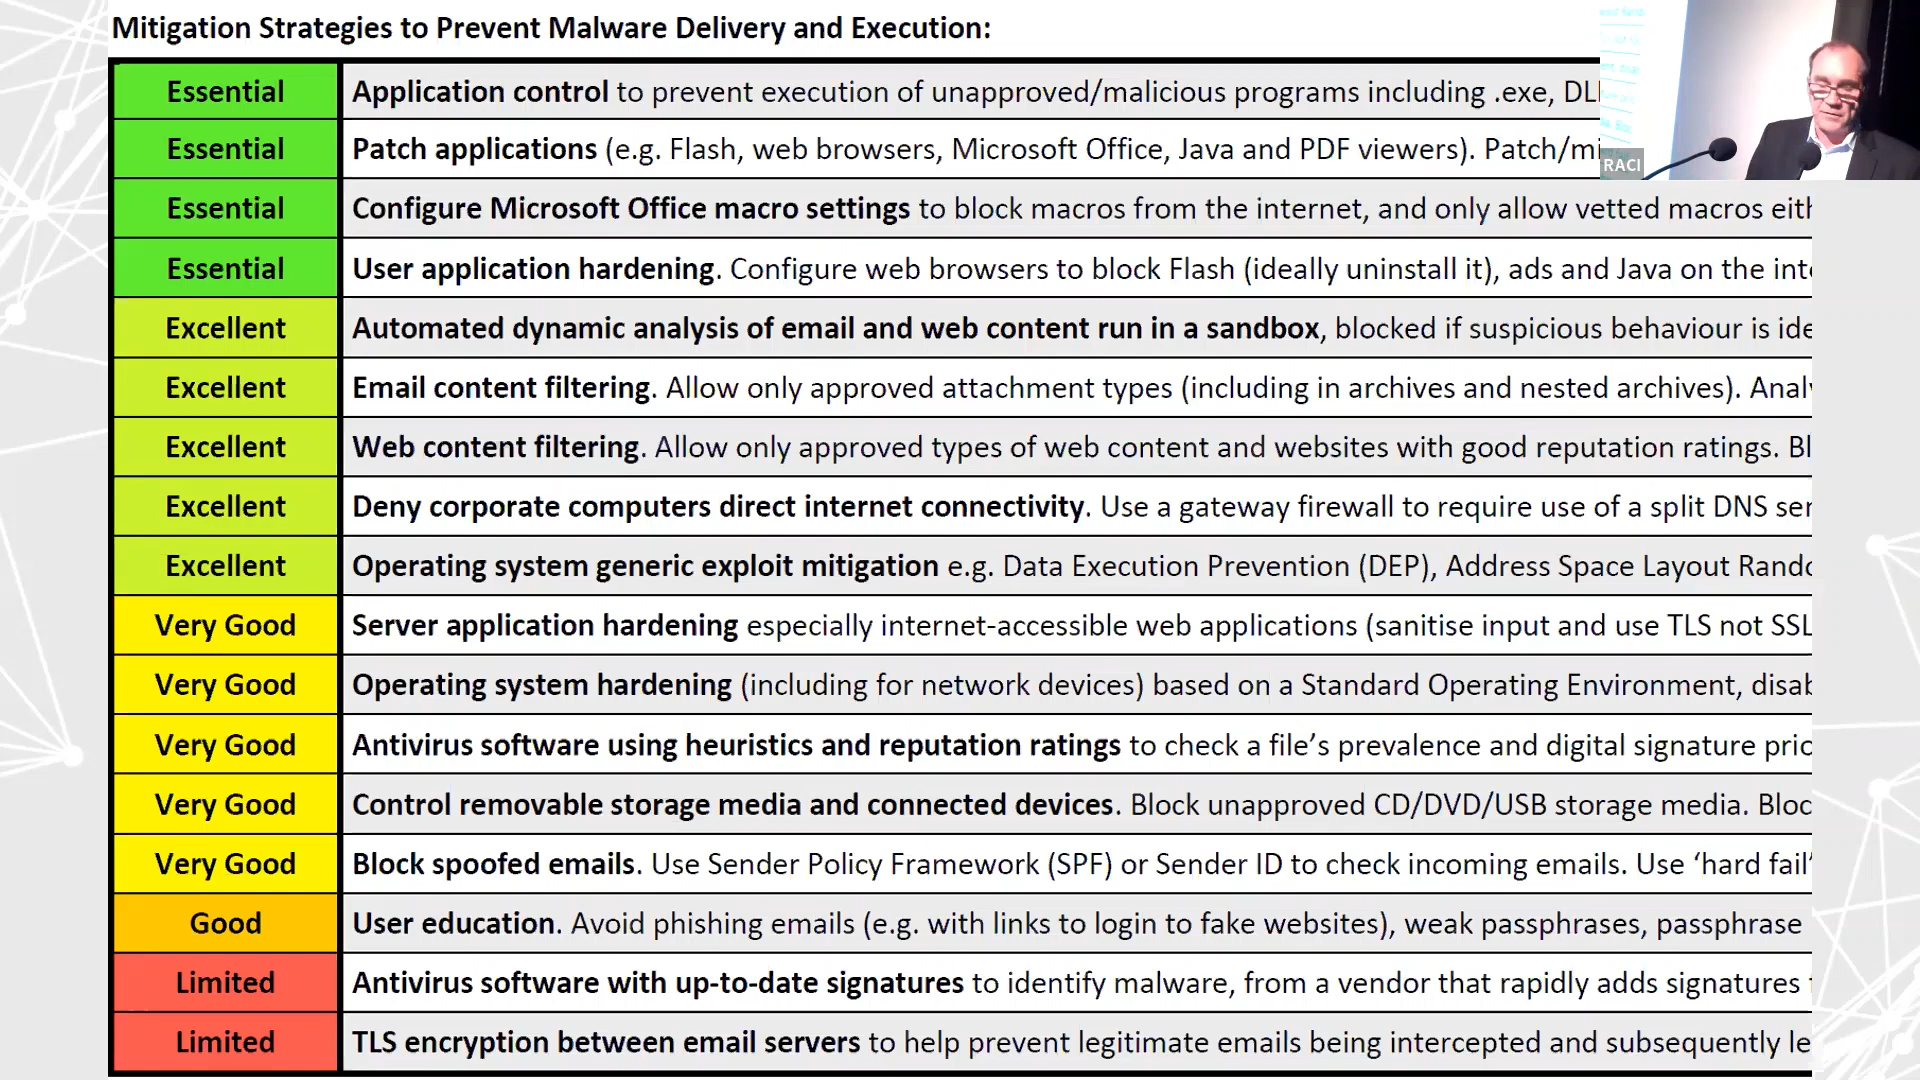 Mitigation Strategies to Prevent Malware Delivery and Execution:
Essential Application control to prevent execution of unapproved/malicious programs including .exe,
RACI
Essential Patch applications (e.g. Flash, web browsers, Microsoft Office, Java and PDF viewers).
Essential Configure Microsoft Office macro settings to block macros from the internet, and only allow vetted macros
Essential User application hardening. Configure web browsers to block Flash (ideally uninstall it), ads and Java on the
Excellent Automated dynamic analysis of email and web content run in a sandbox, blocked if suspicious behaviour is
Excellent Email content filtering. Allow only approved attachment types (including in archives and nested archives).
Excellent Web content filtering. Allow only approved types of web content and websites with good reputation ratings.
Excellent Deny corporate computers direct internet connectivity. Use a gateway firewall to require use of a split DNS
Excellent Operating system generic exploit mitigation e.g. Data Execution Prevention (DEP), Address Space Layout
Very Good Server application hardening especially internet-accessible web applications (sanitise input and use TLS not SSL
Very Good Operating system hardening (including for network devices) based on a Standard Operating Environment,
Very Good Antivirus software using heuristics and reputation ratings to check a file’s prevalence and digital signature
Very Good Control removable storage media and connected devices. Block unapproved CD/DVD/USB storage media.
Very Good Block spoofed emails. Use Sender Policy Framework (SPF) or Sender ID to check incoming emails. Use ‘hard fail’
Good User education. Avoid phishing emails (e.g. with links to login to fake websites), weak passphrases, passphrase
Limited Antivirus software with up-to-date signatures to identify malware, from a vendor that rapidly adds signatures
Limited TLS encryption between email servers to help prevent legitimate emails being intercepted and subsequently